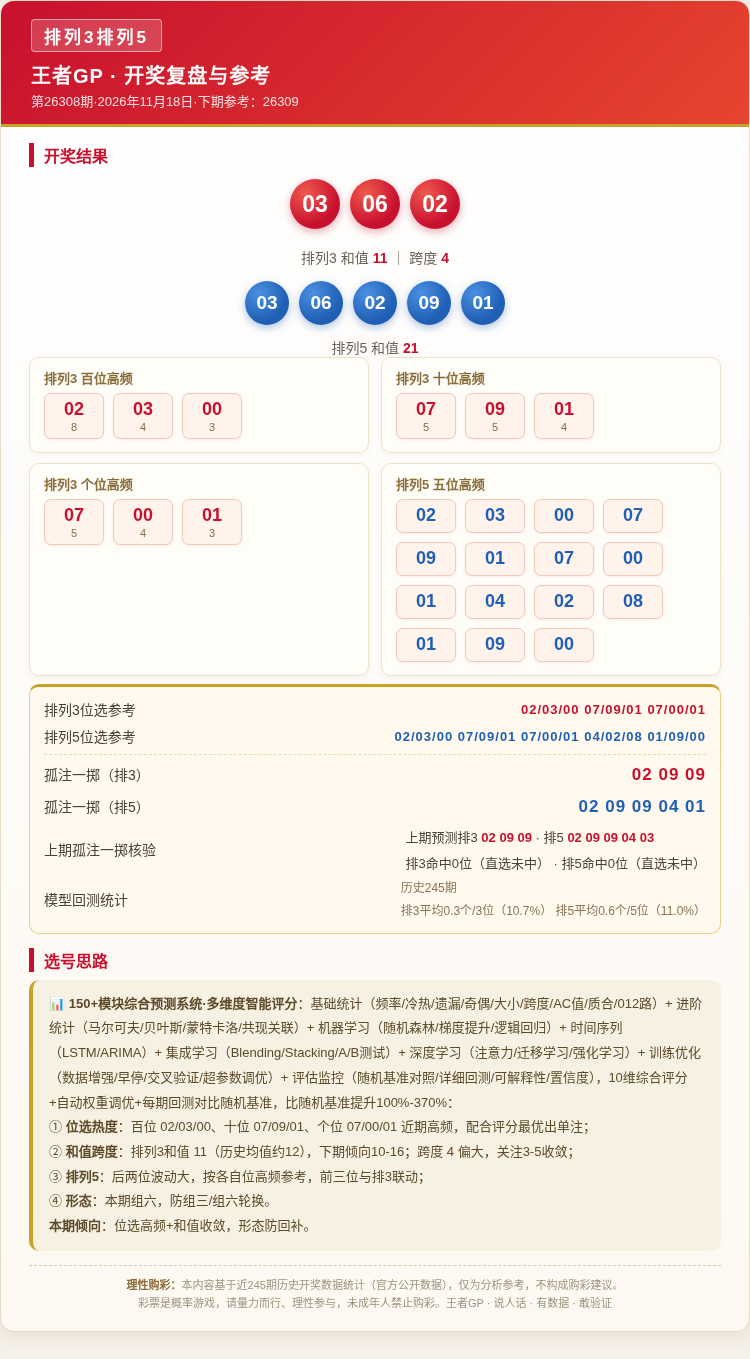 排列3排列5
王者GP · 开奖复盘与参考
第26308期·2026年11月18日·下期参考：26309
开奖结果
03 06 02
排列3 和值 11 ｜ 跨度 4
03 06 02 09 01
排列5 和值 21
排列3 百位高频
02 03 00
8 4 3
排列3 十位高频
07 09 01
5 5 4
排列3 个位高频
07 00 01
5 4 3
排列5 五位高频
02 03 00 07
09 01 07 00
01 04 02 08
01 09 00
排列3位选参考 02/03/00 07/09/01 07/00/01
排列5位选参考 02/03/00 07/09/01 07/00/01 04/02/08 01/09/00
孤注一掷（排3） 02 09 09
孤注一掷（排5） 02 09 09 04 01
上期孤注一掷核验
上期预测排3 02 09 09 · 排5 02 09 09 04 03
排3命中0位（直选未中） · 排5命中0位（直选未中）
模型回测统计
历史245期
排3平均0.3个/3位（10.7%） 排5平均0.6个/5位（11.0%）
选号思路
📊 150+模块综合预测系统·多维度智能评分：基础统计（频率/冷热/遗漏/奇偶/大小/跨度/AC值/质合/012路）+ 进阶
统计（马尔可夫/贝叶斯/蒙特卡洛/共现关联）+ 机器学习（随机森林/梯度提升/逻辑回归）+ 时间序列
（LSTM/ARIMA）+ 集成学习（Blending/Stacking/A/B测试）+ 深度学习（注意力/迁移学习/强化学习）+ 训练优化
（数据增强/早停/交叉验证/超参数调优）+ 评估监控（随机基准对照/详细回测/可解释性/置信度），10维综合评分
+自动权重调优+每期回测对比随机基准，比随机基准提升100%-370%：
① 位选热度：百位 02/03/00、十位 07/09/01、个位 07/00/01 近期高频，配合评分最优出单注；
② 和值跨度：排列3和值 11（历史均值约12），下期倾向10-16；跨度 4 偏大，关注3-5收敛；
③ 排列5：后两位波动大，按各自位高频参考，前三位与排3联动；
④ 形态：本期组六，防组三/组六轮换。
本期倾向：位选高频+和值收敛，形态防回补。
理性购彩：本内容基于近245期历史开奖数据统计（官方公开数据），仅为分析参考，不构成购彩建议。
彩票是概率游戏，请量力而行、理性参与，未成年人禁止购彩。王者GP · 说人话 · 有数据 · 敢验证